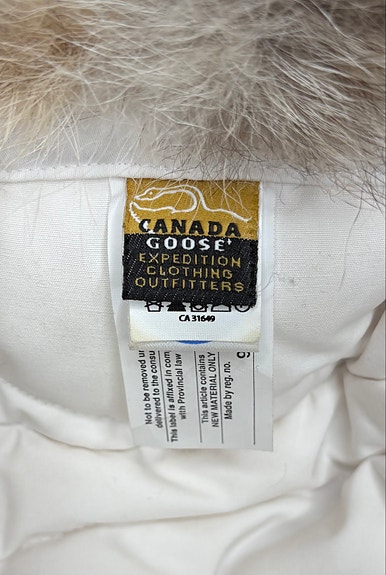 CANADA
GOOSE
EXPEDITION
CLOTHING
OUTFITTERS
CA 31649
Not to be removed
delivered to the consu
This label is affixed in com
with Provincial law
This article contains
NEW MATERIAL ONLY
Made by reg. no.